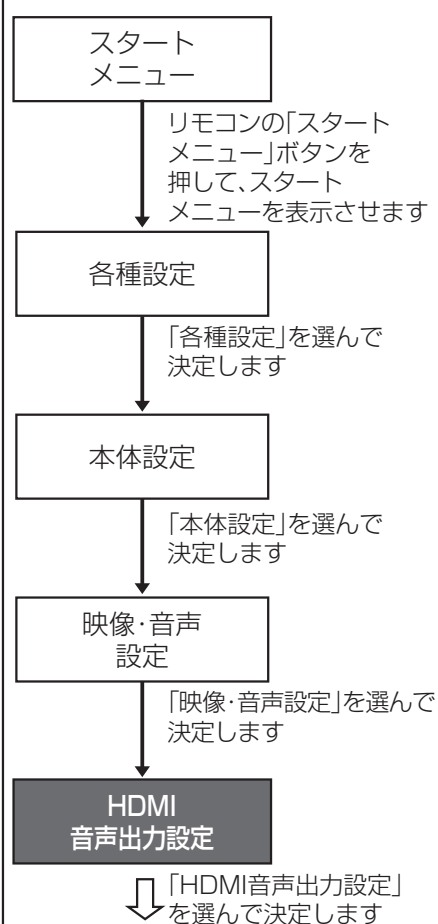 スタート
メニュー
リモコンの「スタート
メニュー」ボタンを
押して、スタート
メニューを表示させます
各種設定
「各種設定」を選んで
決定します
本体設定
「本体設定」を選んで
決定します
映像・音声
設定
「映像・音声設定」を選んで
決定します
HDMI
音声出力設定
「HDMI音声出力設定」
を選んで決定します